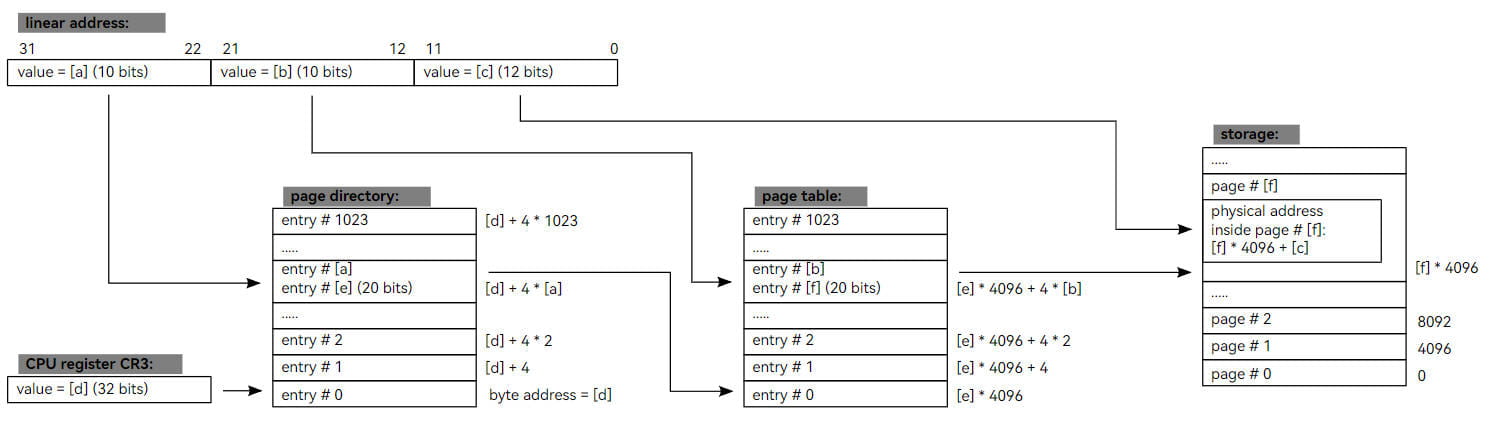 linear address:
31 22 21 12 11 0
value = [a] (10 bits) value = [b] (10 bits) value = [c] (12 bits)
storage:
.....
page # [f]
physical address
inside page # [f]:
[f] * 4096 + [c]
[f] * 4096
.....
page # 2 8092
page # 1 4096
page # 0 0
page directory:
entry # 1023 [d] + 4 * 1023
.....
entry # [a]
entry # [e] (20 bits) [d] + 4 * [a]
.....
entry # 2 [d] + 4 * 2
entry # 1 [d] + 4
entry # 0 byte address = [d]
page table:
entry # 1023
.....
entry # [b]
entry # [f] (20 bits) [e] * 4096 + 4 * [b]
.....
entry # 2 [e] * 4096 + 4 * 2
entry # 1 [e] * 4096 + 4
entry # 0 [e] * 4096
CPU register CR3:
value = [d] (32 bits)